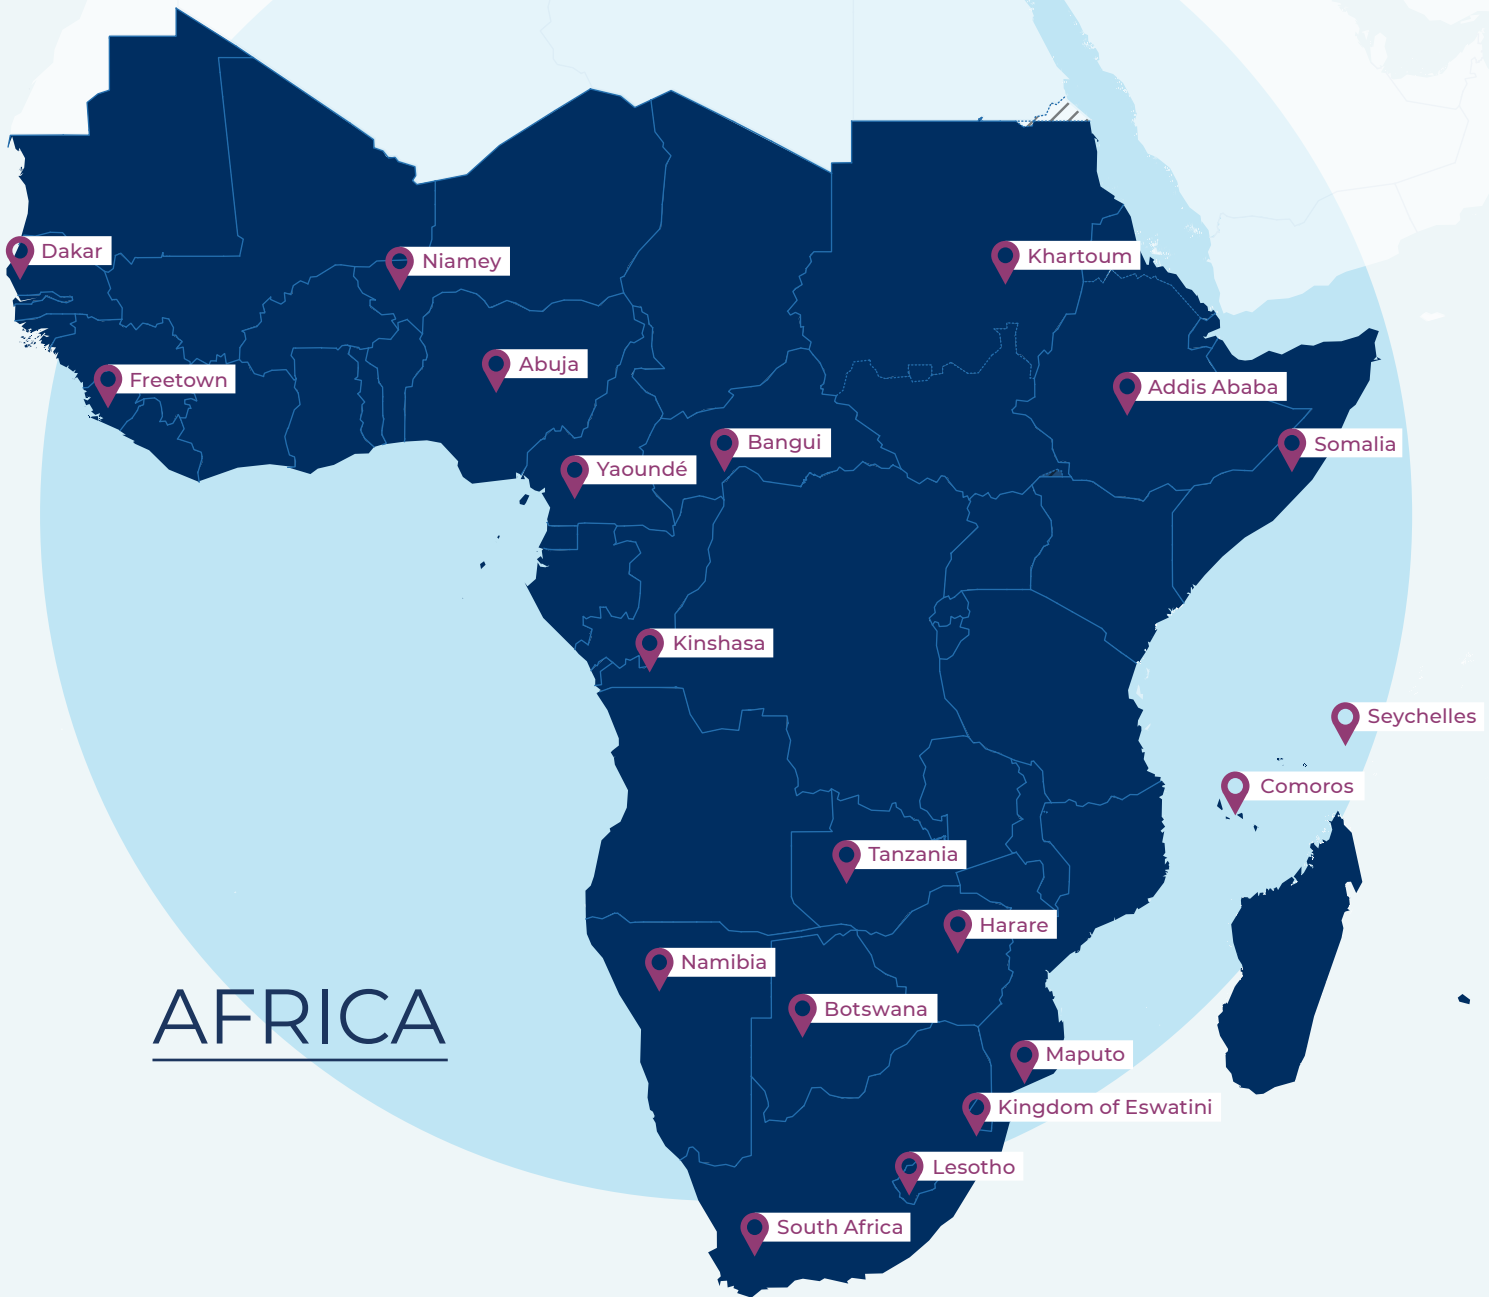 Dakar
Niamey
Khartoum
Abuja
Freetown
Addis Ababa
Bangui
Somalia
Yaoundé
Kinshasa
Seychelles
Comoros
Tanzania
Harare
Namibia
Botswana
AFRICA
Maputo
Kingdom of Eswatini
Lesotho
South Africa